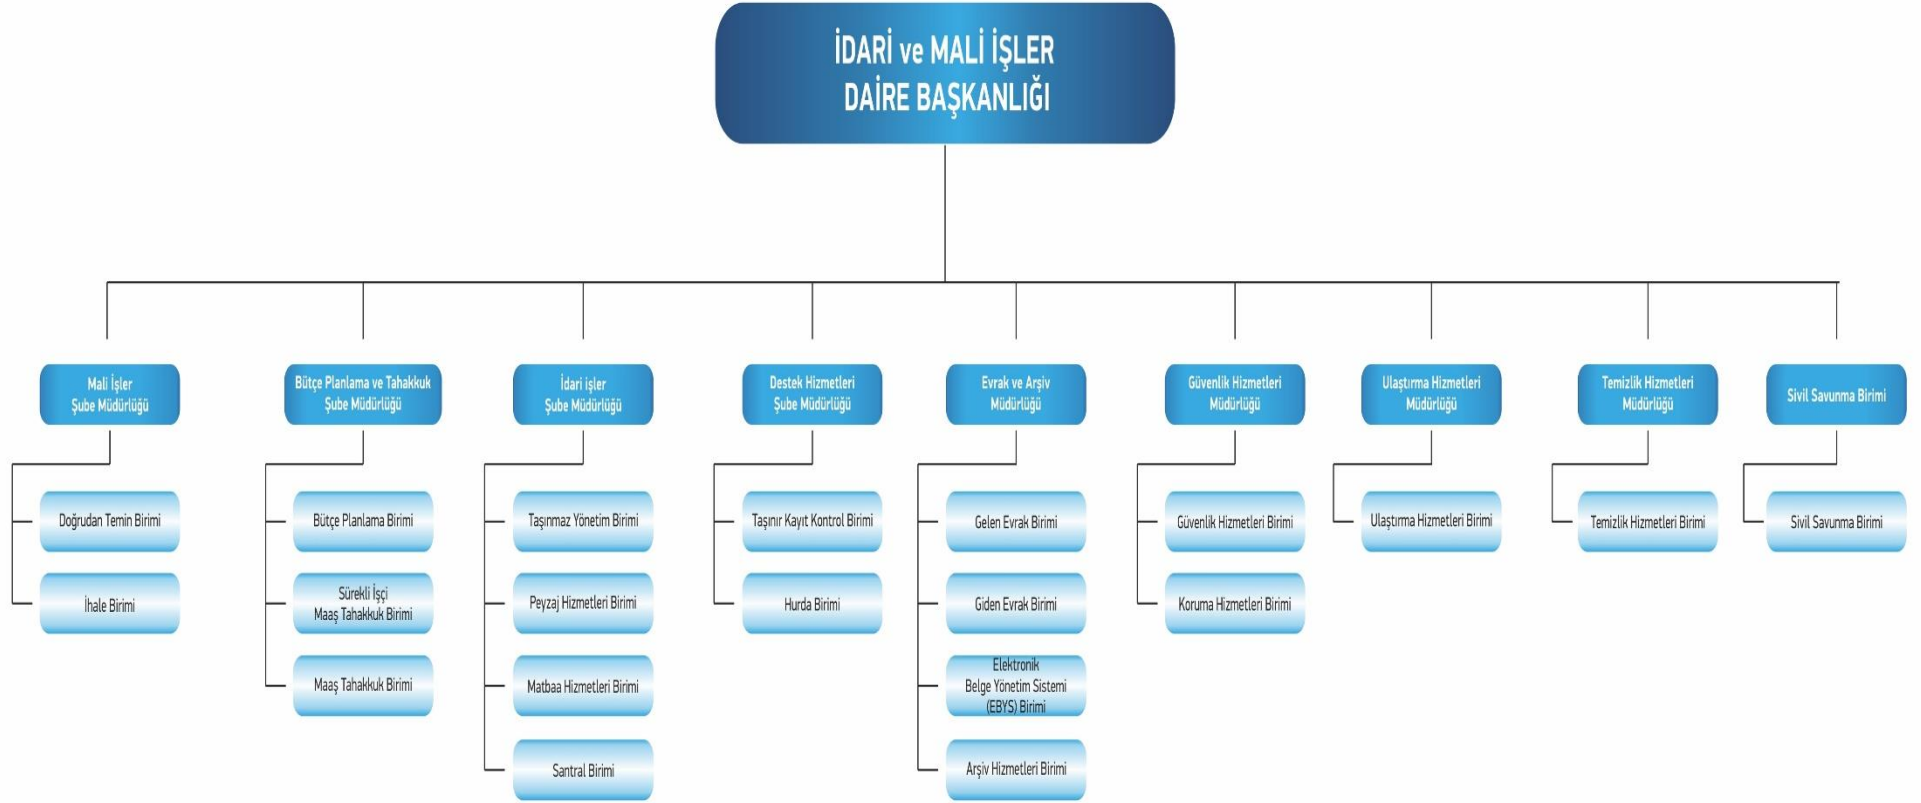 İDARİ ve MALİ İŞLER
DAİRE BAŞKANLIĞI
Mali İşler
Şube Müdürlüğü
Bütçe Planlama ve Tahakkuk
Şube Müdürlüğü
İdari işler
Şube Müdürlüğü
Destek Hizmetleri
Şube Müdürlüğü
Evrak ve Arşiv
Müdürlüğü
Güvenlik Hizmetleri
Müdürlüğü
Ulaştırma Hizmetleri
Müdürlüğü
Temizlik Hizmetleri
Müdürlüğü
Sivil Savunma Birimi
Doğrudan Temin Birimi
İhale Birimi
Bütçe Planlama Birimi
Sürekli İşçi
Maaş Tahakkuk Birimi
Maaş Tahakkuk Birimi
Taşınmaz Yönetim Birimi
Peyzaj Hizmetleri Birimi
Matbaa Hizmetleri Birimi
Santral Birimi
Taşınır Kayıt Kontrol Birimi
Hurda Birimi
Gelen Evrak Birimi
Giden Evrak Birimi
Elektronik
Belge Yönetim Sistemi
(EBYS) Birimi
Arşiv Hizmetleri Birimi
Güvenlik Hizmetleri Birimi
Koruma Hizmetleri Birimi
Ulaştırma Hizmetleri Birimi
Temizlik Hizmetleri Birimi
Sivil Savunma Birimi